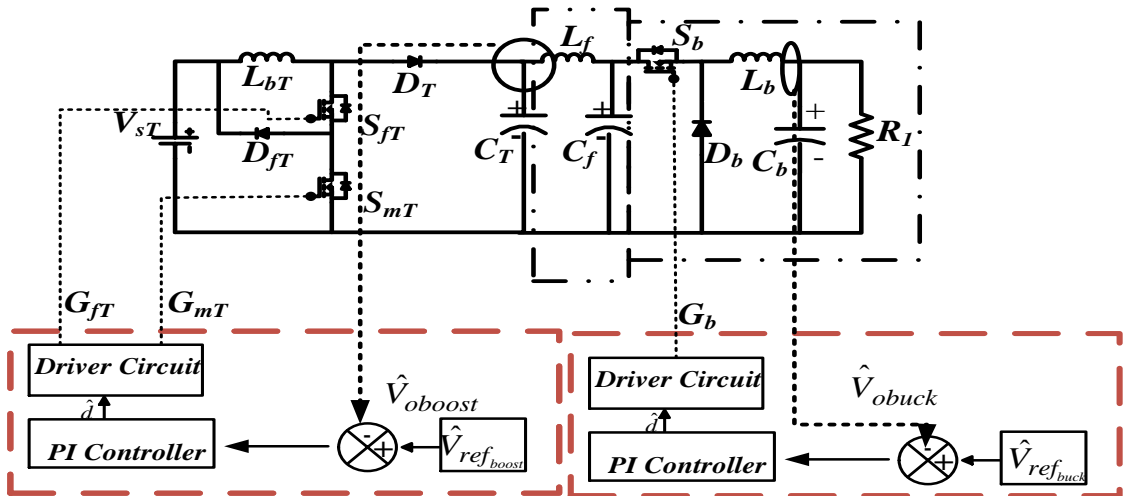 L_f
S_b
L_bT
D_T
L_b
V_sT
+
-
S_fT
+
-
+
-
+
-
R_1
D_fT
C_T
C_f
D_b
C_b
S_mT
G_fT
G_mT
G_b
Driver Circuit
Driver Circuit
V̂_oboost
V̂_obuck
d̂
d̂
PI Controller
-
+
V̂_ref_boost
PI Controller
-
+
V̂_ref_buck